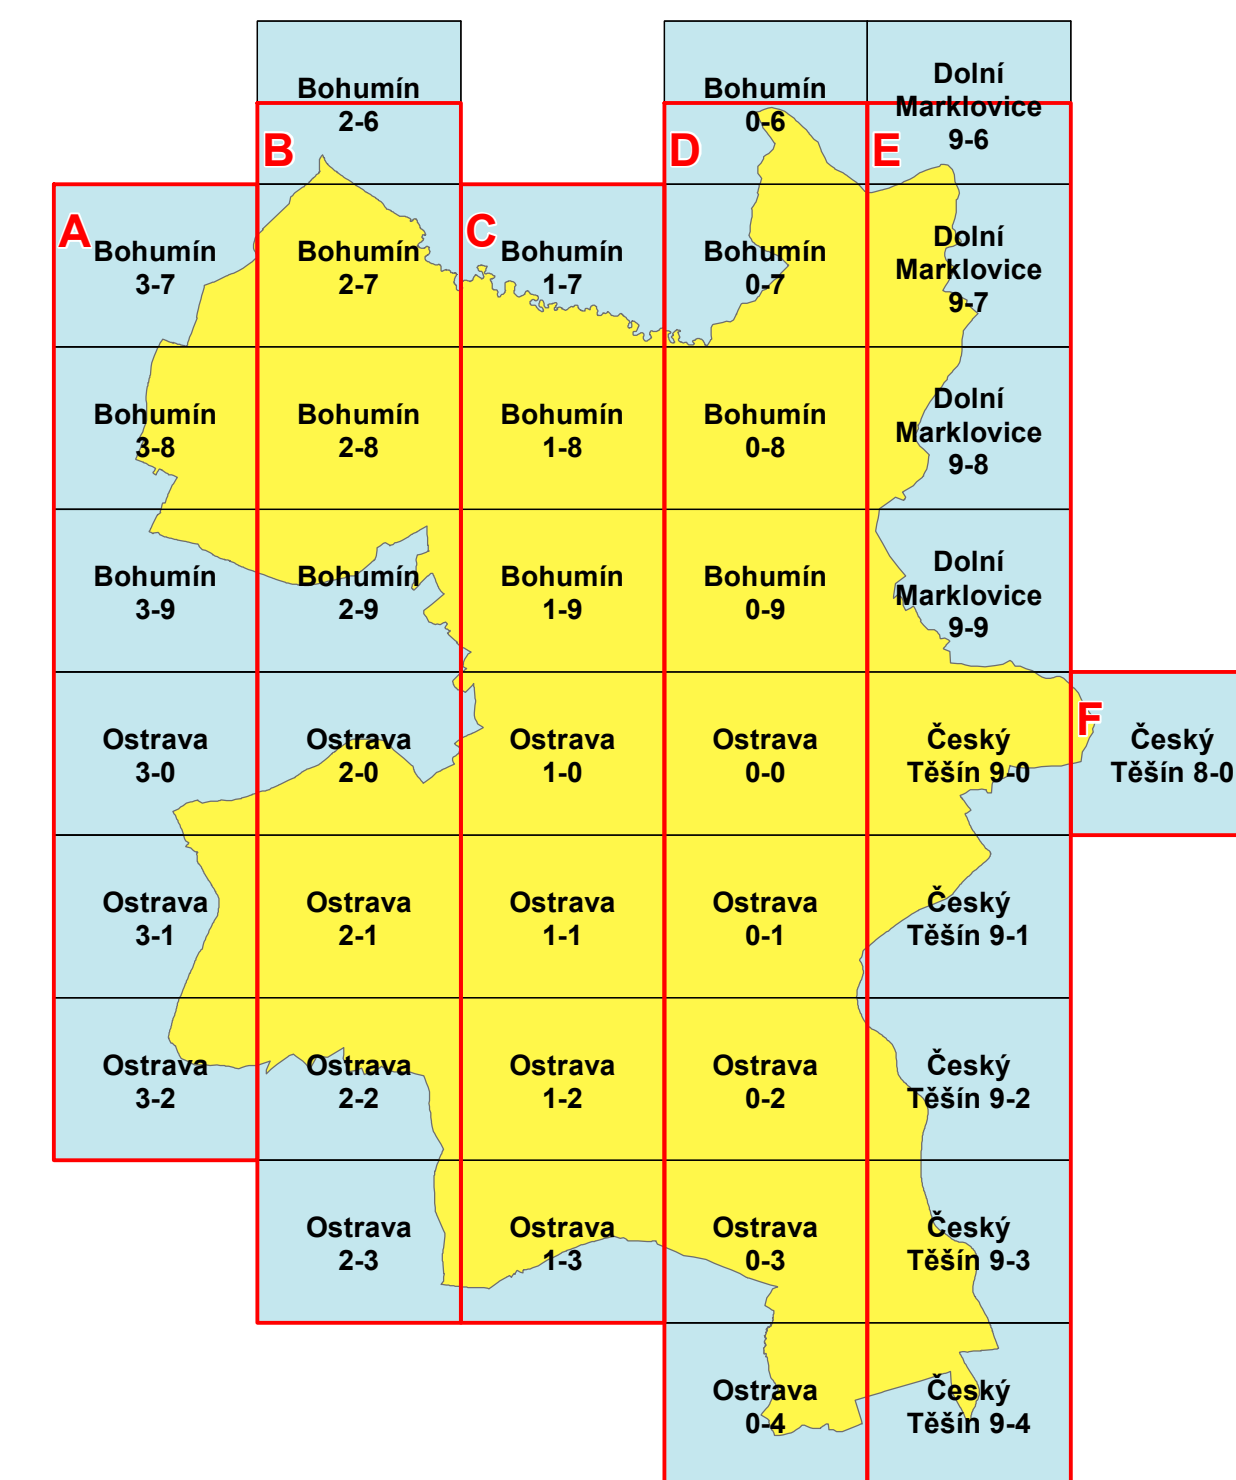 Bohumín
2-6
Bohumín
0-6
Dolní
Marklovice
9-6
B
D
E
A
Bohumín
3-7
Bohumín
2-7
C
Bohumín
1-7
Bohumín
0-7
Dolní
Marklovice
9-7
Bohumín
3-8
Bohumín
2-8
Bohumín
1-8
Bohumín
0-8
Dolní
Marklovice
9-8
Bohumín
3-9
Bohumín
2-9
Bohumín
1-9
Bohumín
0-9
Dolní
Marklovice
9-9
Ostrava
3-0
Ostrava
2-0
Ostrava
1-0
Ostrava
0-0
Český
Těšín 9-0
F
Český
Těšín 8-0
Ostrava
3-1
Ostrava
2-1
Ostrava
1-1
Ostrava
0-1
Český
Těšín 9-1
Ostrava
3-2
Ostrava
2-2
Ostrava
1-2
Ostrava
0-2
Český
Těšín 9-2
Ostrava
2-3
Ostrava
1-3
Ostrava
0-3
Český
Těšín 9-3
Ostrava
0-4
Český
Těšín 9-4